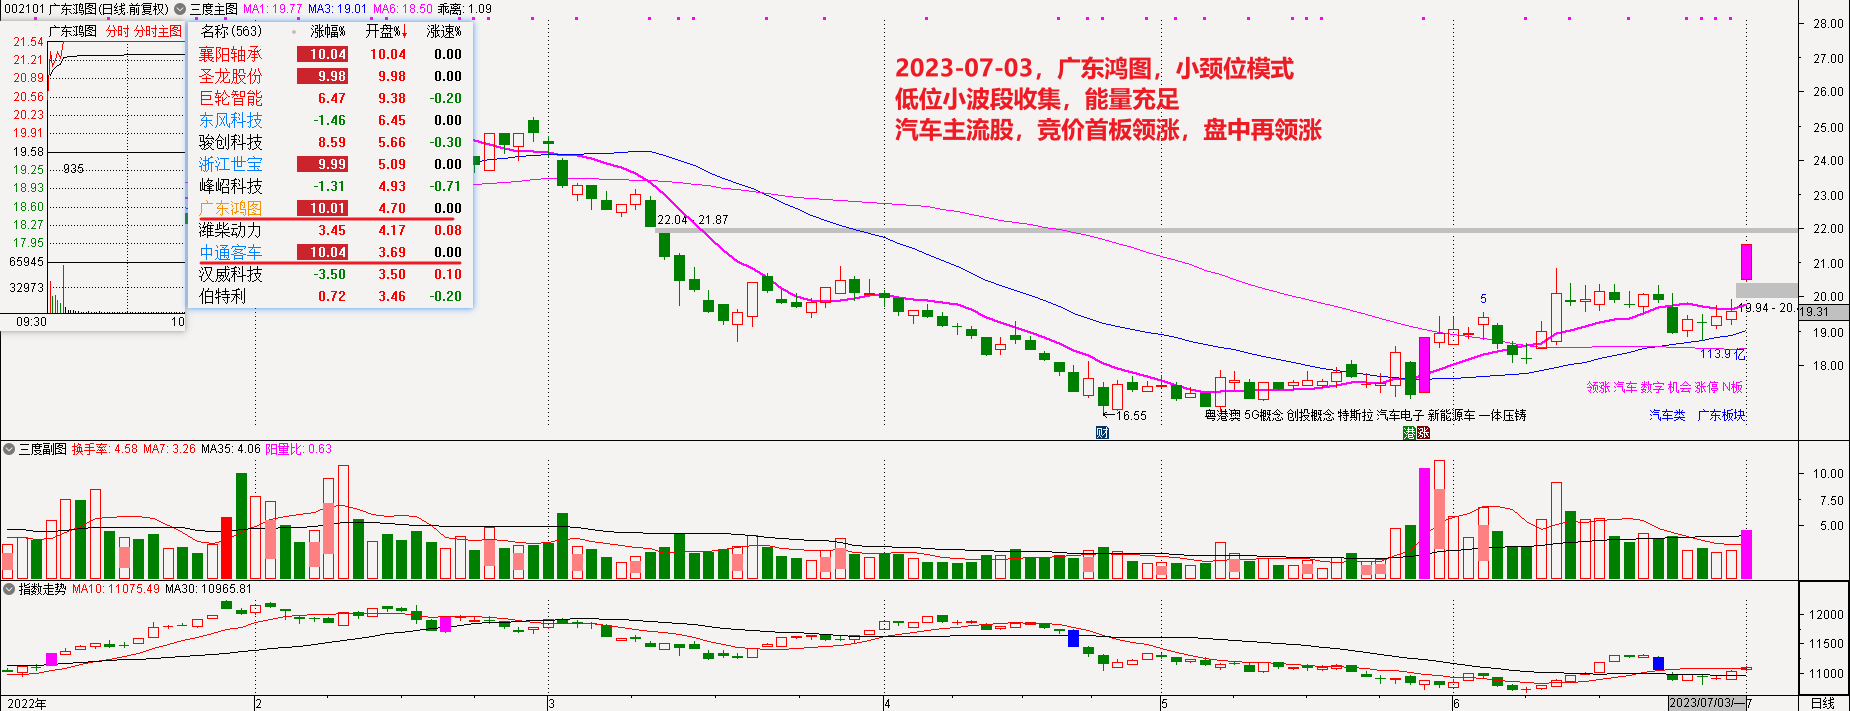 002101 广东鸿图(日线.前复权) 三度主图 MA1: 19.77 MA3: 19.01 MA6: 18.50 乖离: 1.09
广东鸿图 分时 分时主图
21.54
21.21
20.89
20.56
20.23
19.91
19.58
19.25
18.93
18.60
18.27
17.95
65945
32973
935
09:30 10
名称(563) 涨幅% 开盘%↓ 涨速%
襄阳轴承 10.04 10.04 0.00
圣龙股份 9.98 9.98 0.00
巨轮智能 6.47 9.38 -0.20
东风科技 -1.46 6.45 0.00
骏创科技 8.59 5.66 -0.30
浙江世宝 9.99 5.09 0.00
峰岹科技 -1.31 4.93 -0.71
广东鸿图 10.01 4.70 0.00
潍柴动力 3.45 4.17 0.08
中通客车 10.04 3.69 0.00
汉威科技 -3.50 3.50 0.10
伯特利 0.72 3.46 -0.20
2023-07-03，广东鸿图，小颈位模式
低位小波段收集，能量充足
汽车主流股，竞价首板领涨，盘中再领涨
22.04 - 21.87
5
19.94 - 20.
113.9亿
领涨 汽车 数字 机会 涨停 N板
←16.55
粤港澳 5G概念 创投概念 特斯拉 汽车电子 新能源车 一体压铸
汽车类 广东板块
财
港 涨
28.00
27.00
26.00
25.00
24.00
23.00
22.00
21.00
20.00
19.31
19.00
18.00
三度副图 换手率: 4.58 MA7: 3.26 MA35: 4.06 阳量比: 0.63
10.00
7.50
5.00
指数走势 MA10: 11075.49 MA30: 10965.81
12000
11500
11000
2022年 2 3 4 5 6 2023/07/03/一 7 日线